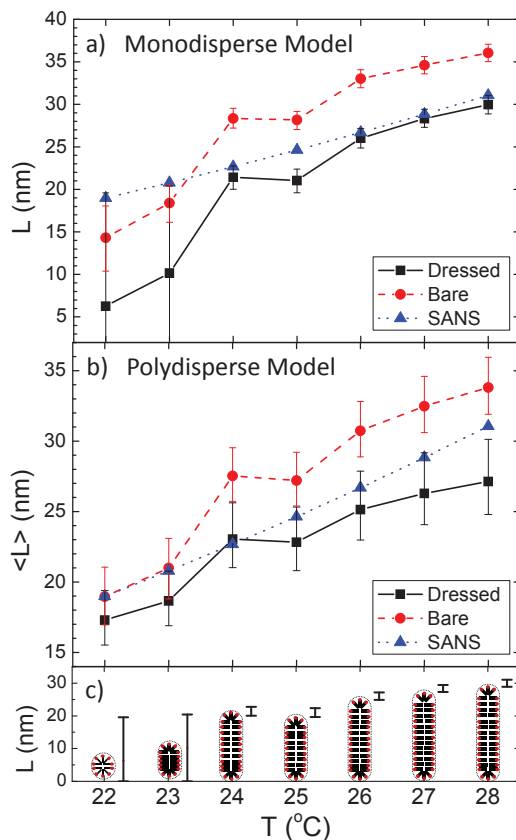 a) Monodisperse Model
40
35
30
25
20
15
10
5
L (nm)
Dressed
Bare
SANS
b) Polydisperse Model
35
30
25
20
15
<L> (nm)
Dressed
Bare
SANS
c)
30
20
10
0
L (nm)
22 23 24 25 26 27 28
T (°C)